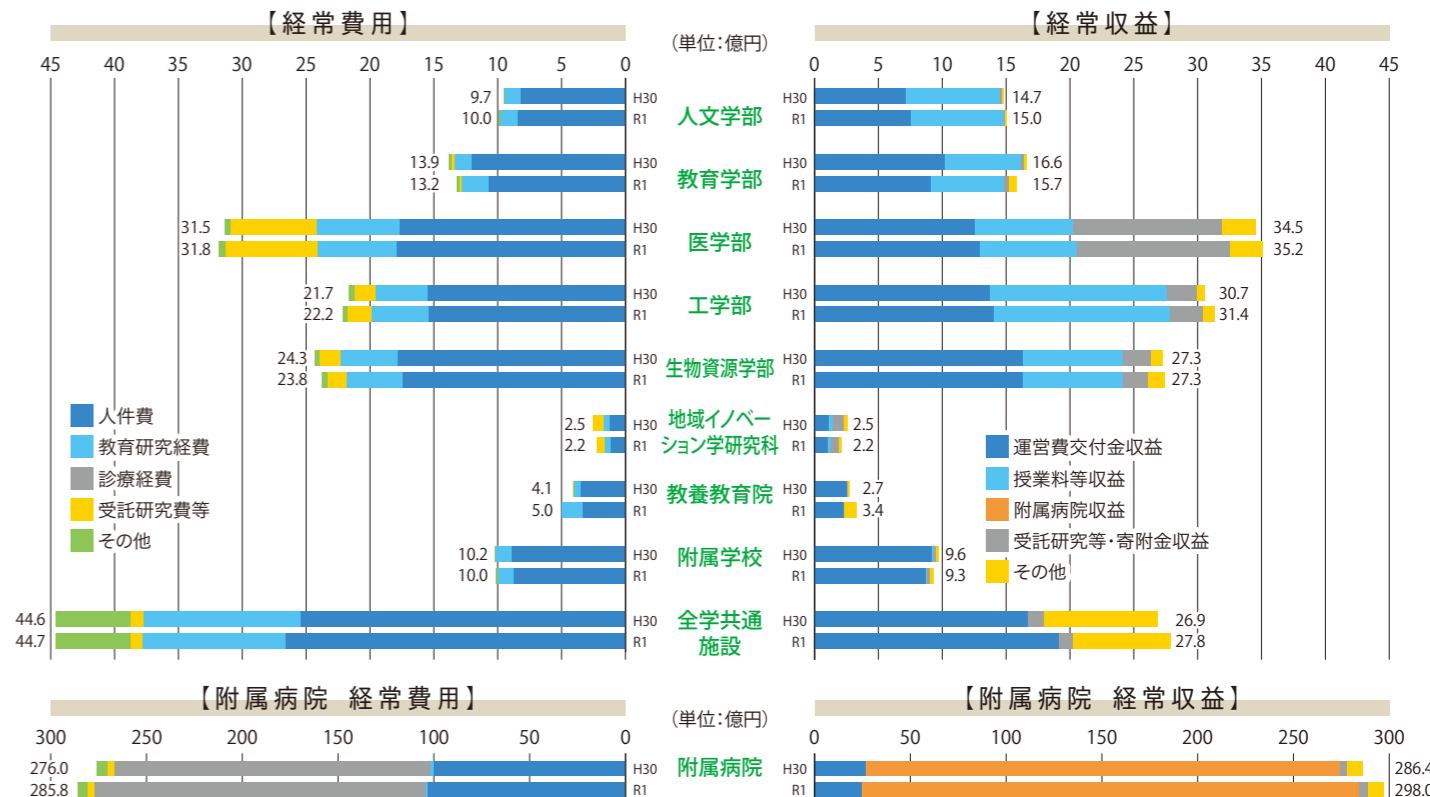 【経常費用】
【経常収益】
(単位:億円)
45 40 35 30 25 20 15 10 5 0
0 5 10 15 20 25 30 35 40 45
9.7 H30 人文学部 H30 14.7
10.0 R1 R1 15.0
13.9 H30 教育学部 H30 16.6
13.2 R1 R1 15.7
31.5 H30 医学部 H30 34.5
31.8 R1 R1 35.2
21.7 H30 工学部 H30 30.7
22.2 R1 R1 31.4
24.3 H30 生物資源学部 H30 27.3
23.8 R1 R1 27.3
2.5 H30 地域イノベー H30 2.5
2.2 R1 ション学研究科 R1 2.2
4.1 H30 教養教育院 H30 2.7
5.0 R1 R1 3.4
10.2 H30 附属学校 H30 9.6
10.0 R1 R1 9.3
44.6 H30 全学共通 H30 26.9
44.7 R1 施設 R1 27.8
人件費
教育研究経費
診療経費
受託研究費等
その他
運営費交付金収益
授業料等収益
附属病院収益
受託研究等・寄附金収益
その他
【附属病院 経常費用】
【附属病院 経常収益】
(単位:億円)
300 250 200 150 100 50 0
0 50 100 150 200 250 300
276.0 H30 附属病院 H30 286.4
285.8 R1 R1 298.0